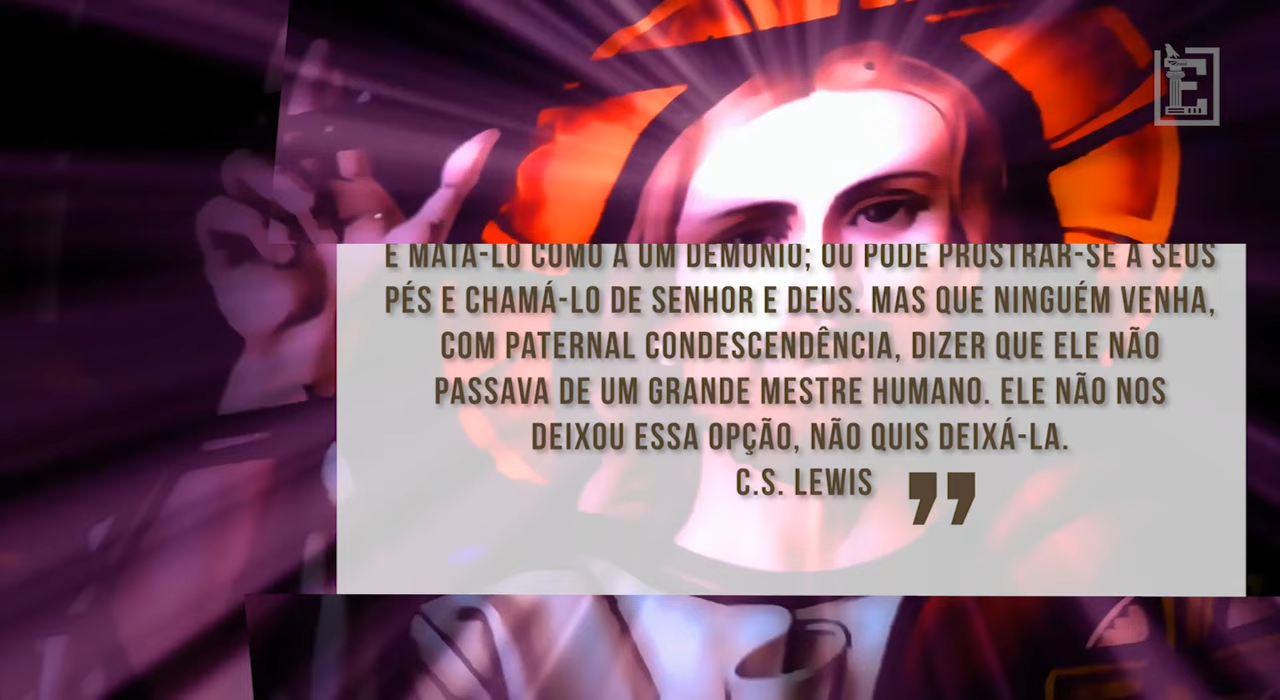 E MATÁ-LO COMO A UM DEMÔNIO; OU PODE PROSTRAR-SE A SEUS
PÉS E CHAMÁ-LO DE SENHOR E DEUS. MAS QUE NINGUÉM VENHA,
COM PATERNAL CONDESCENDÊNCIA, DIZER QUE ELE NÃO
PASSAVA DE UM GRANDE MESTRE HUMANO. ELE NÃO NOS
DEIXOU ESSA OPÇÃO, NÃO QUIS DEIXÁ-LA.
C.S. LEWIS ”
E